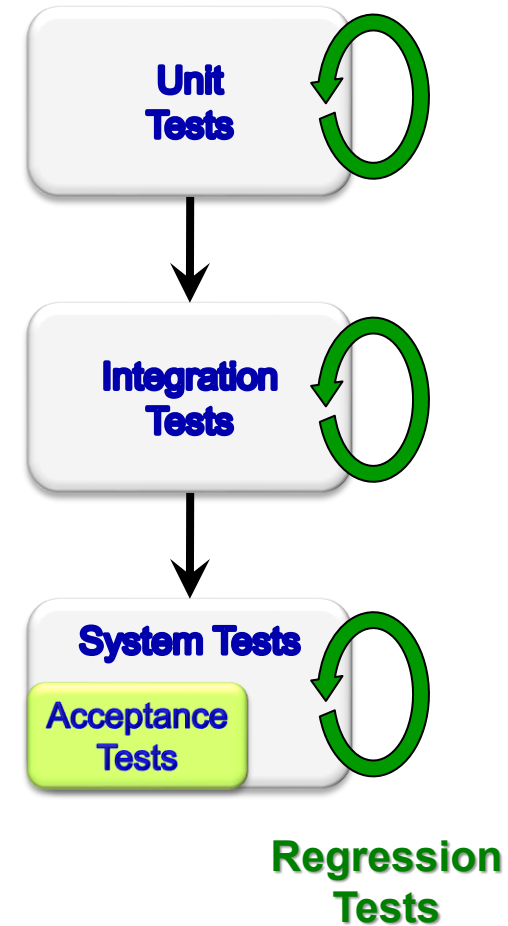 Unit
Tests
Integration
Tests
System Tests
Acceptance
Tests
Regression
Tests